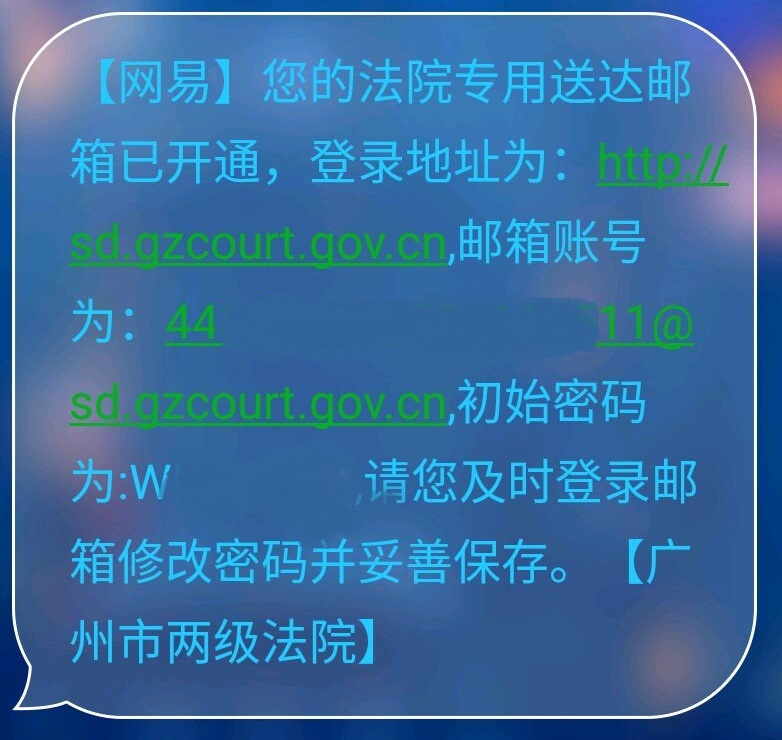 【网易】您的法院专用送达邮
箱已开通，登录地址为：http://
sd.gzcourt.gov.cn,邮箱账号
为：44 11@
sd.gzcourt.gov.cn,初始密码
为:W ,请您及时登录邮
箱修改密码并妥善保存。【广
州市两级法院】